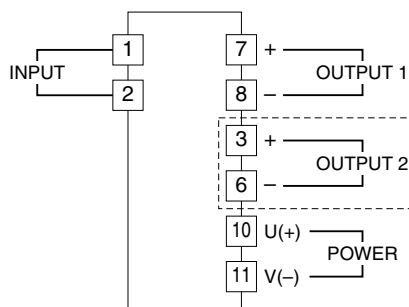 1
2
INPUT
7 +
8 −
OUTPUT 1
3 +
6 −
OUTPUT 2
10 U(+)
11 V(−)
POWER